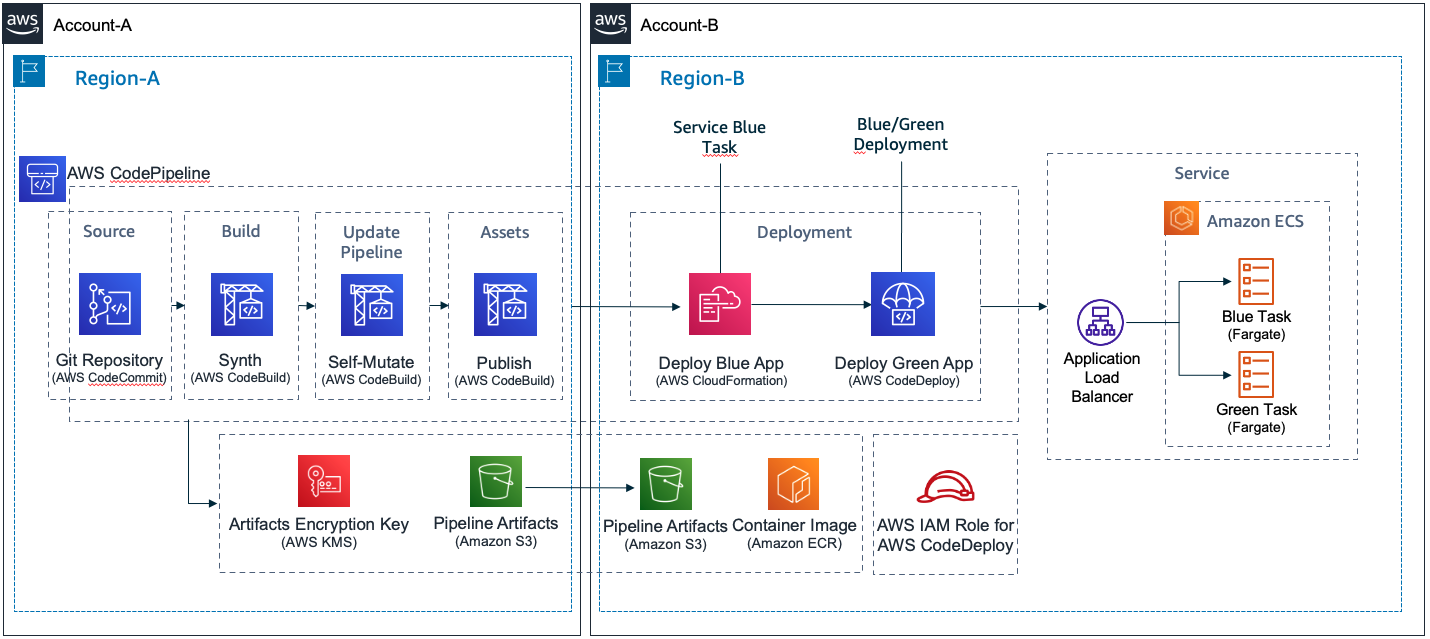 aws
Account-A
Region-A
AWS CodePipeline
Source
Git Repository
(AWS CodeCommit)
Build
Synth
(AWS CodeBuild)
Update
Pipeline
Self-Mutate
(AWS CodeBuild)
Assets
Publish
(AWS CodeBuild)
aws
Account-B
Region-B
Service Blue
Task
Blue/Green
Deployment
Deployment
Deploy Blue App
(AWS CloudFormation)
Deploy Green App
(AWS CodeDeploy)
Service
Amazon ECS
Application
Load
Balancer
Blue Task
(Fargate)
Green Task
(Fargate)
Artifacts Encryption Key
(AWS KMS)
Pipeline Artifacts
(Amazon S3)
Pipeline Artifacts
(Amazon S3)
Container Image
(Amazon ECR)
AWS IAM Role for
AWS CodeDeploy